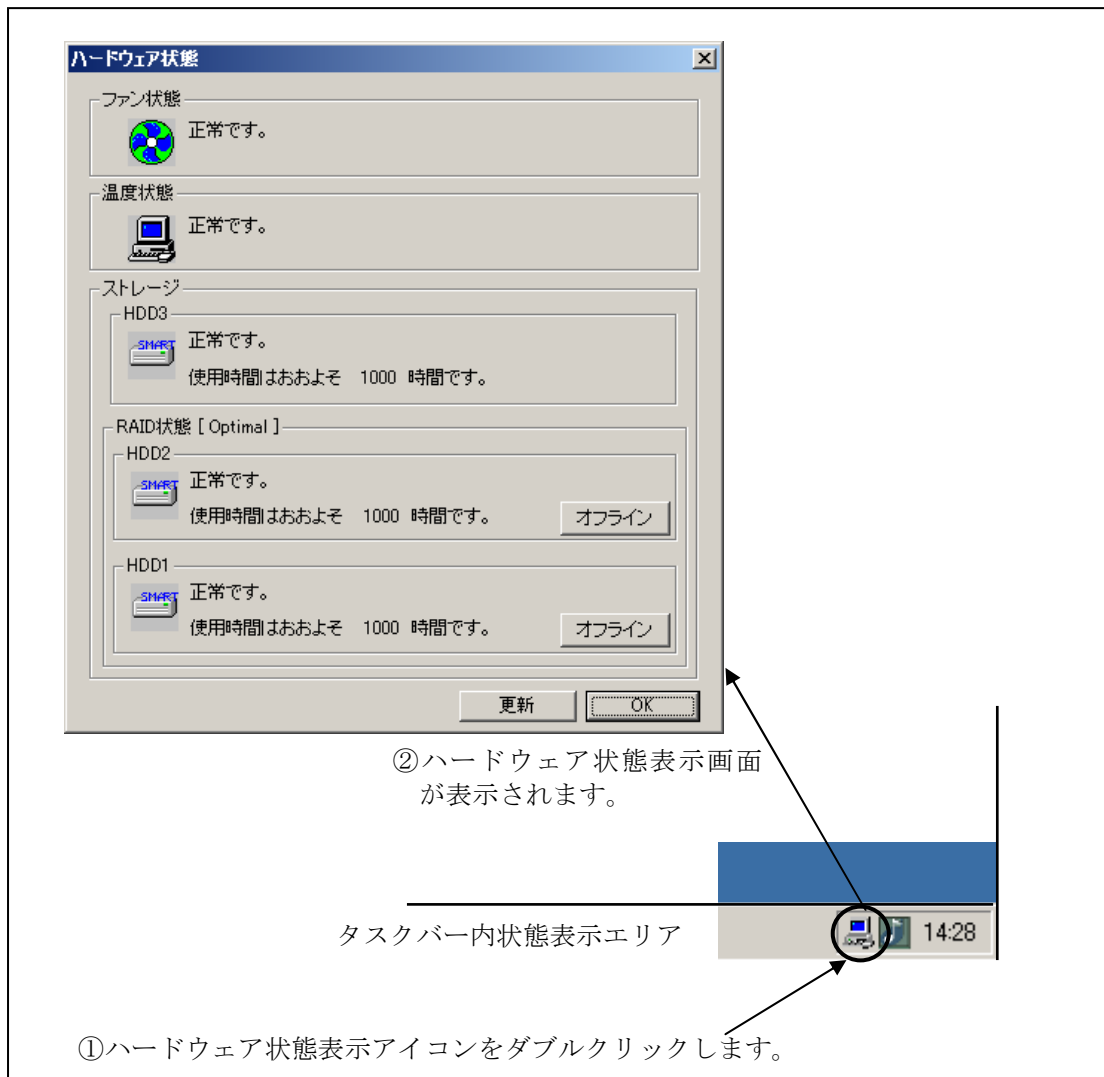 ハードウェア状態
ファン状態
正常です。
温度状態
正常です。
ストレージ
HDD3
SMART
正常です。
使用時間はおおよそ 1000 時間です。
RAID状態 [ Optimal ]
HDD2
SMART
正常です。
使用時間はおおよそ 1000 時間です。
オフライン
HDD1
SMART
正常です。
使用時間はおおよそ 1000 時間です。
オフライン
更新
OK
②ハードウェア状態表示画面
が表示されます。
タスクバー内状態表示エリア
14:28
①ハードウェア状態表示アイコンをダブルクリックします。